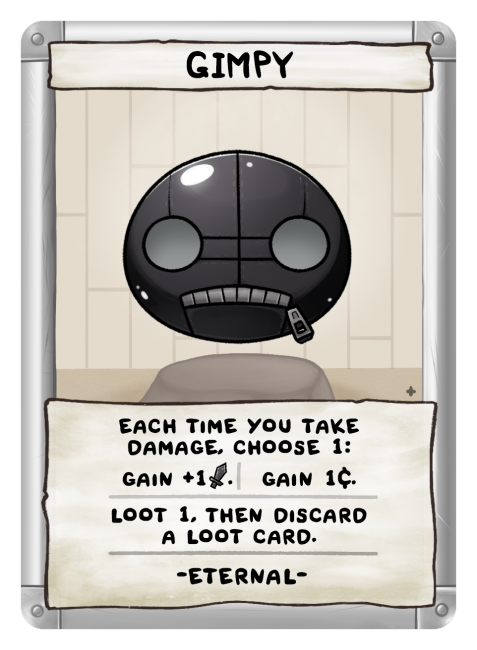 GIMPY
EACH TIME YOU TAKE
DAMAGE, CHOOSE 1:
GAIN +1. GAIN 1¢.
LOOT 1, THEN DISCARD
A LOOT CARD.
-ETERNAL-